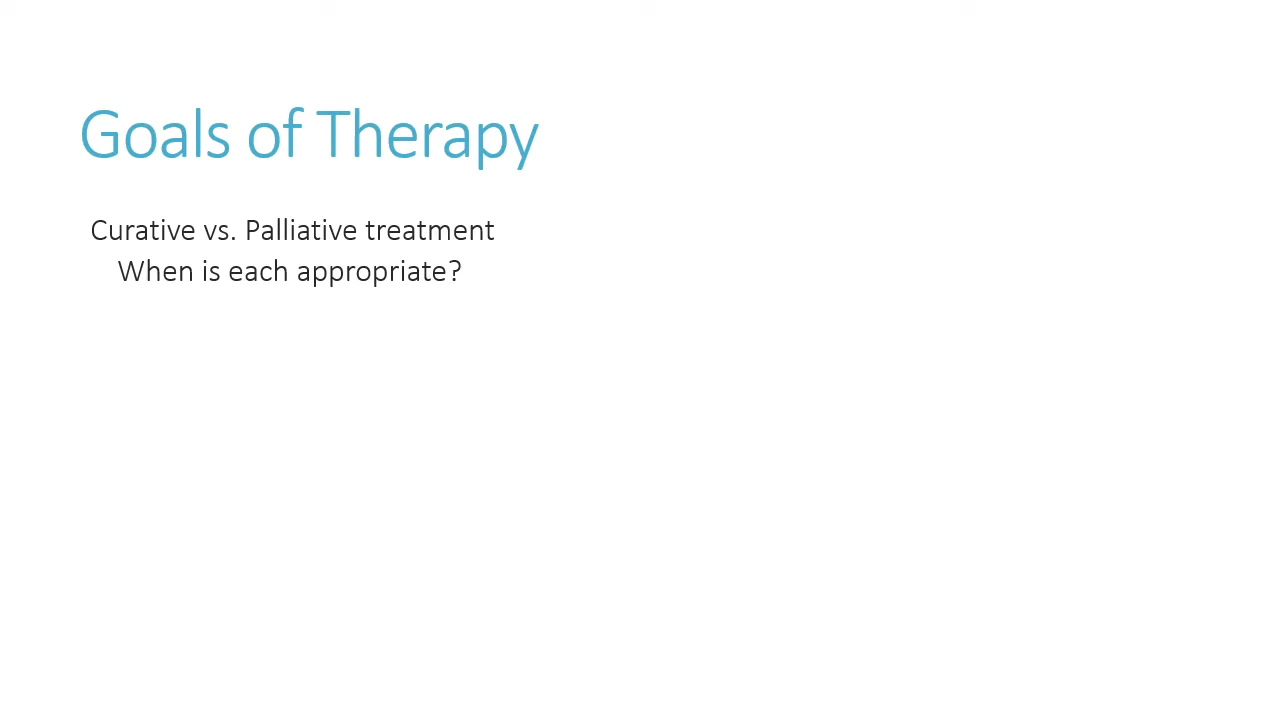 Goals of Therapy
Curative vs. Palliative treatment
When is each appropriate?